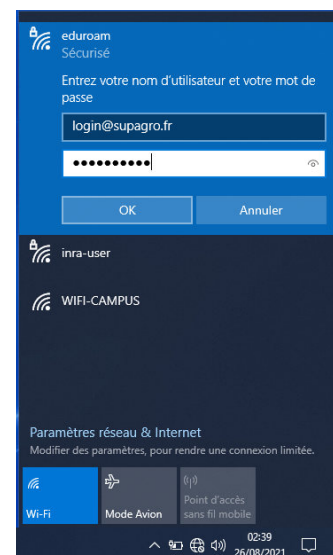 eduroam
Sécurisé
Entrez votre nom d'utilisateur et votre mot de
passe
login@supagro.fr
••••••••••
OK
Annuler
inra-user
WIFI-CAMPUS
Paramètres réseau & Internet
Modifier des paramètres, pour rendre une connexion limitée.
Wi-Fi
Mode Avion
Point d'accès
sans fil mobile
02:39
26/08/2021